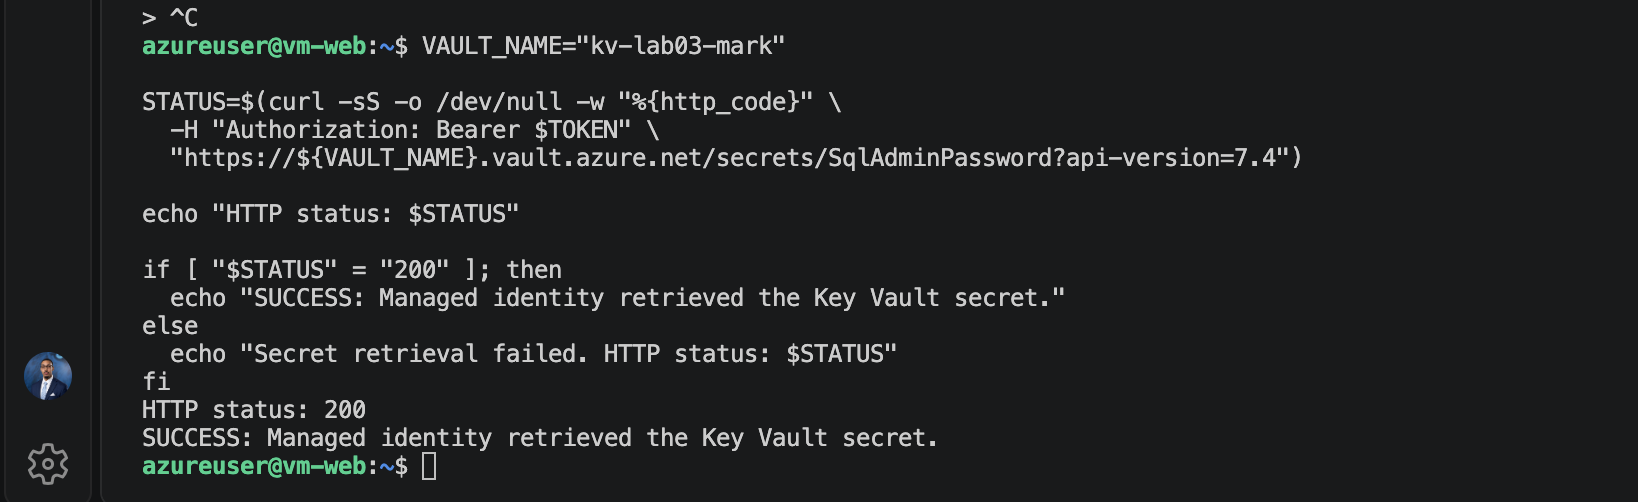 > ^C
azureuser@vm-web:~$ VAULT_NAME="kv-lab03-mark"
STATUS=$(curl -sS -o /dev/null -w "%{http_code}" \
  -H "Authorization: Bearer $TOKEN" \
  "https://${VAULT_NAME}.vault.azure.net/secrets/SqlAdminPassword?api-version=7.4")
echo "HTTP status: $STATUS"
if [ "$STATUS" = "200" ]; then
  echo "SUCCESS: Managed identity retrieved the Key Vault secret."
else
  echo "Secret retrieval failed. HTTP status: $STATUS"
fi
HTTP status: 200
SUCCESS: Managed identity retrieved the Key Vault secret.
azureuser@vm-web:~$